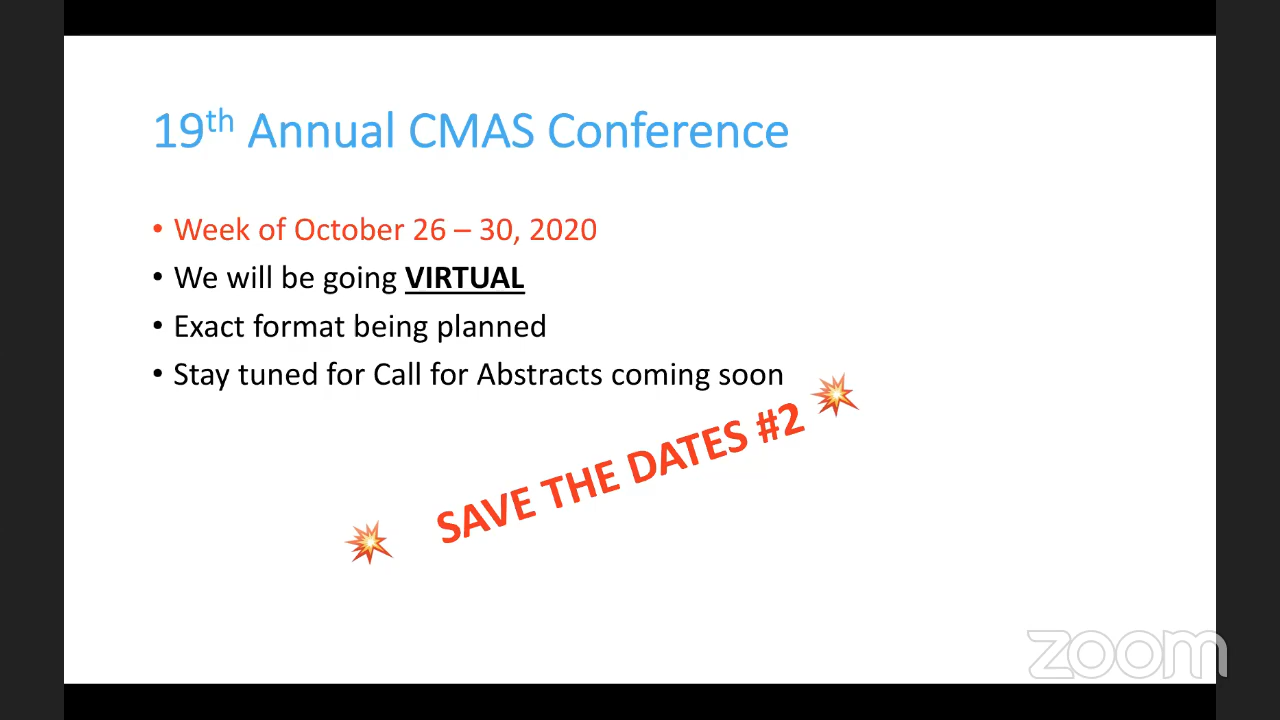 19th Annual CMAS Conference
• Week of October 26 – 30, 2020
• We will be going VIRTUAL
• Exact format being planned
• Stay tuned for Call for Abstracts coming soon
SAVE THE DATES #2
zoom